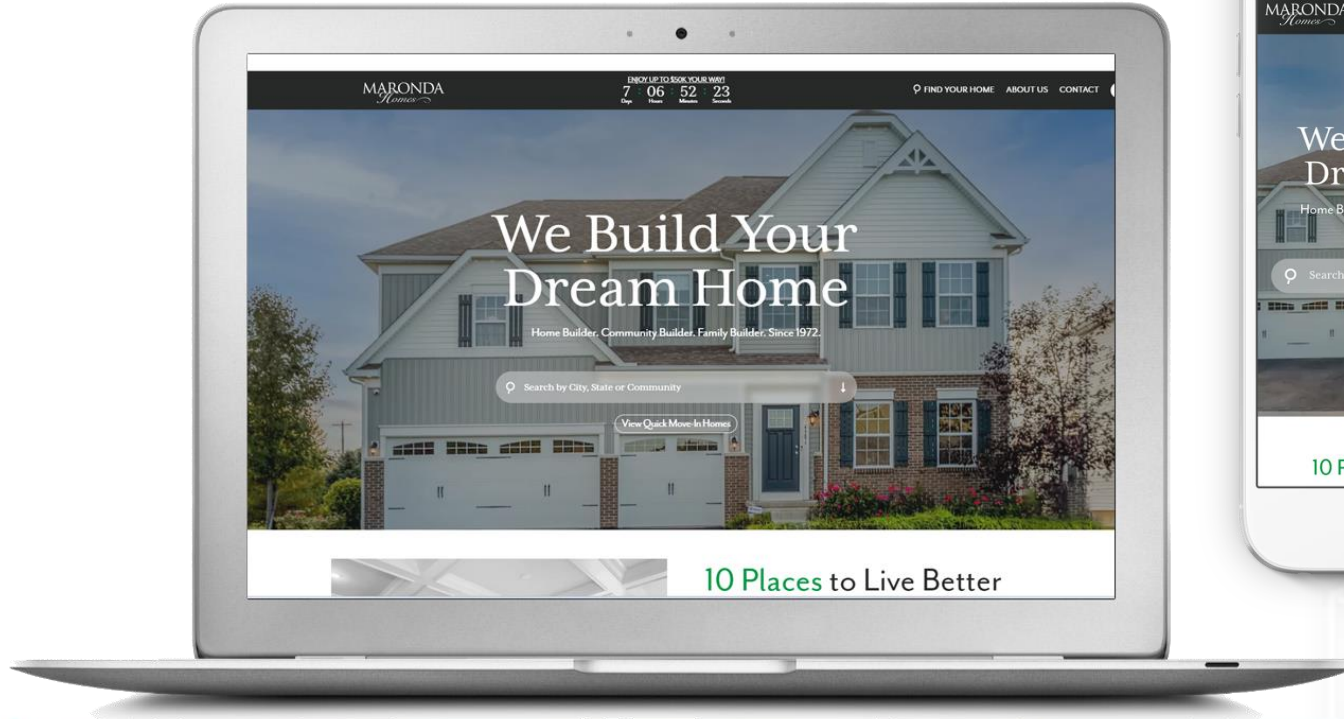 MARONDA
Homes
ENJOY UP TO $50K YOUR WAY!
7 : 06 : 52 : 23
Days Hours Minutes Seconds
FIND YOUR HOME ABOUT US CONTACT
We Build Your
Dream Home
Home Builder. Community Builder. Family Builder. Since 1972.
Search by City, State or Community
View Quick Move-In Homes
10 Places to Live Better
MARONDA
Homes
We
Dr
Home B
Search
10 P